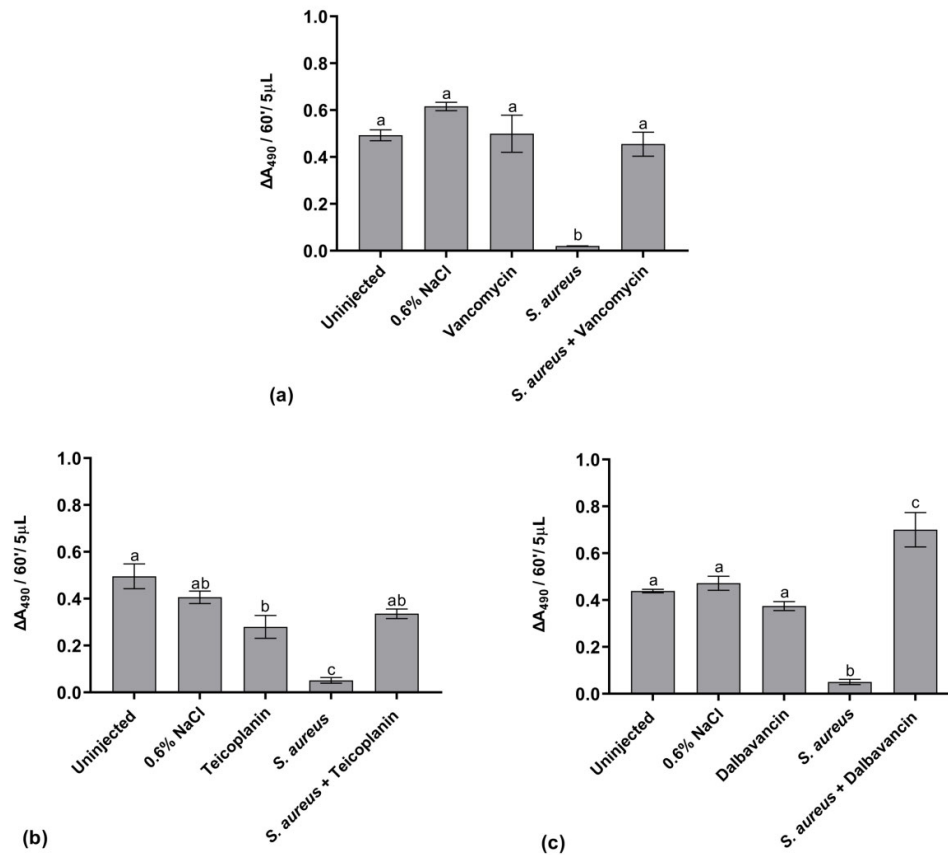 1.0
0.8
0.6
0.4
0.2
0.0
ΔA490 / 60'/ 5μL
a
a
a
b
a
Uninjected
0.6% NaCl
Vancomycin
S. aureus
S. aureus + Vancomycin
(a)
1.0
0.8
0.6
0.4
0.2
0.0
ΔA490 / 60'/ 5μL
a
ab
b
c
ab
Uninjected
0.6% NaCl
Teicoplanin
S. aureus
S. aureus + Teicoplanin
(b)
1.0
0.8
0.6
0.4
0.2
0.0
ΔA490 / 60'/ 5μL
a
a
a
b
c
Uninjected
0.6% NaCl
Dalbavancin
S. aureus
S. aureus + Dalbavancin
(c)